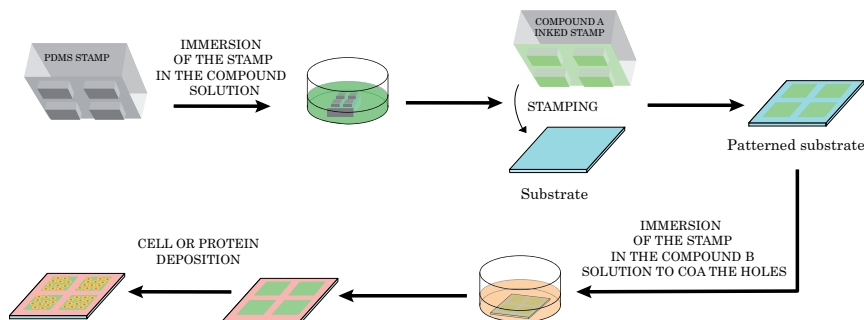 PDMS STAMP
IMMERSION
OF THE STAMP
IN THE COMPOUND
SOLUTION
COMPOUND A
INKED STAMP
STAMPING
Substrate
Patterned substrate
IMMERSION
OF THE STAMP
IN THE COMPOUND B
SOLUTION TO COA THE HOLES
CELL OR PROTEIN
DEPOSITION